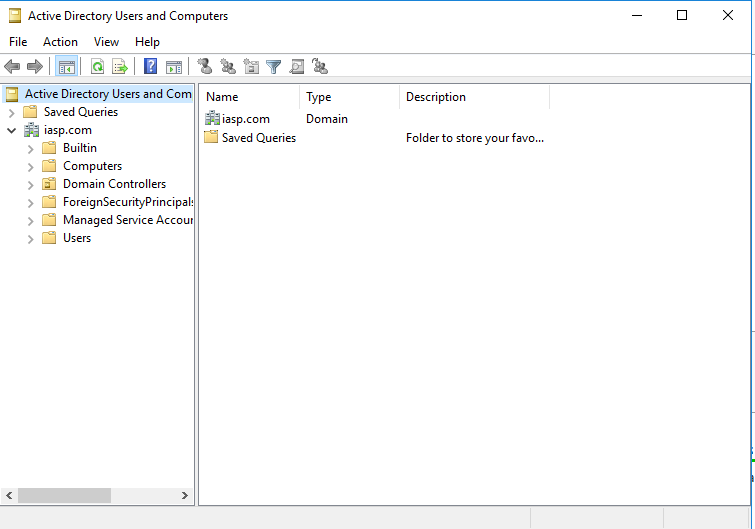 Active Directory Users and Computers
File Action View Help
Active Directory Users and Com
Saved Queries
iasp.com
Builtin
Computers
Domain Controllers
ForeignSecurityPrincipals
Managed Service Accour
Users
Name Type Description
iasp.com Domain
Saved Queries Folder to store your favo...